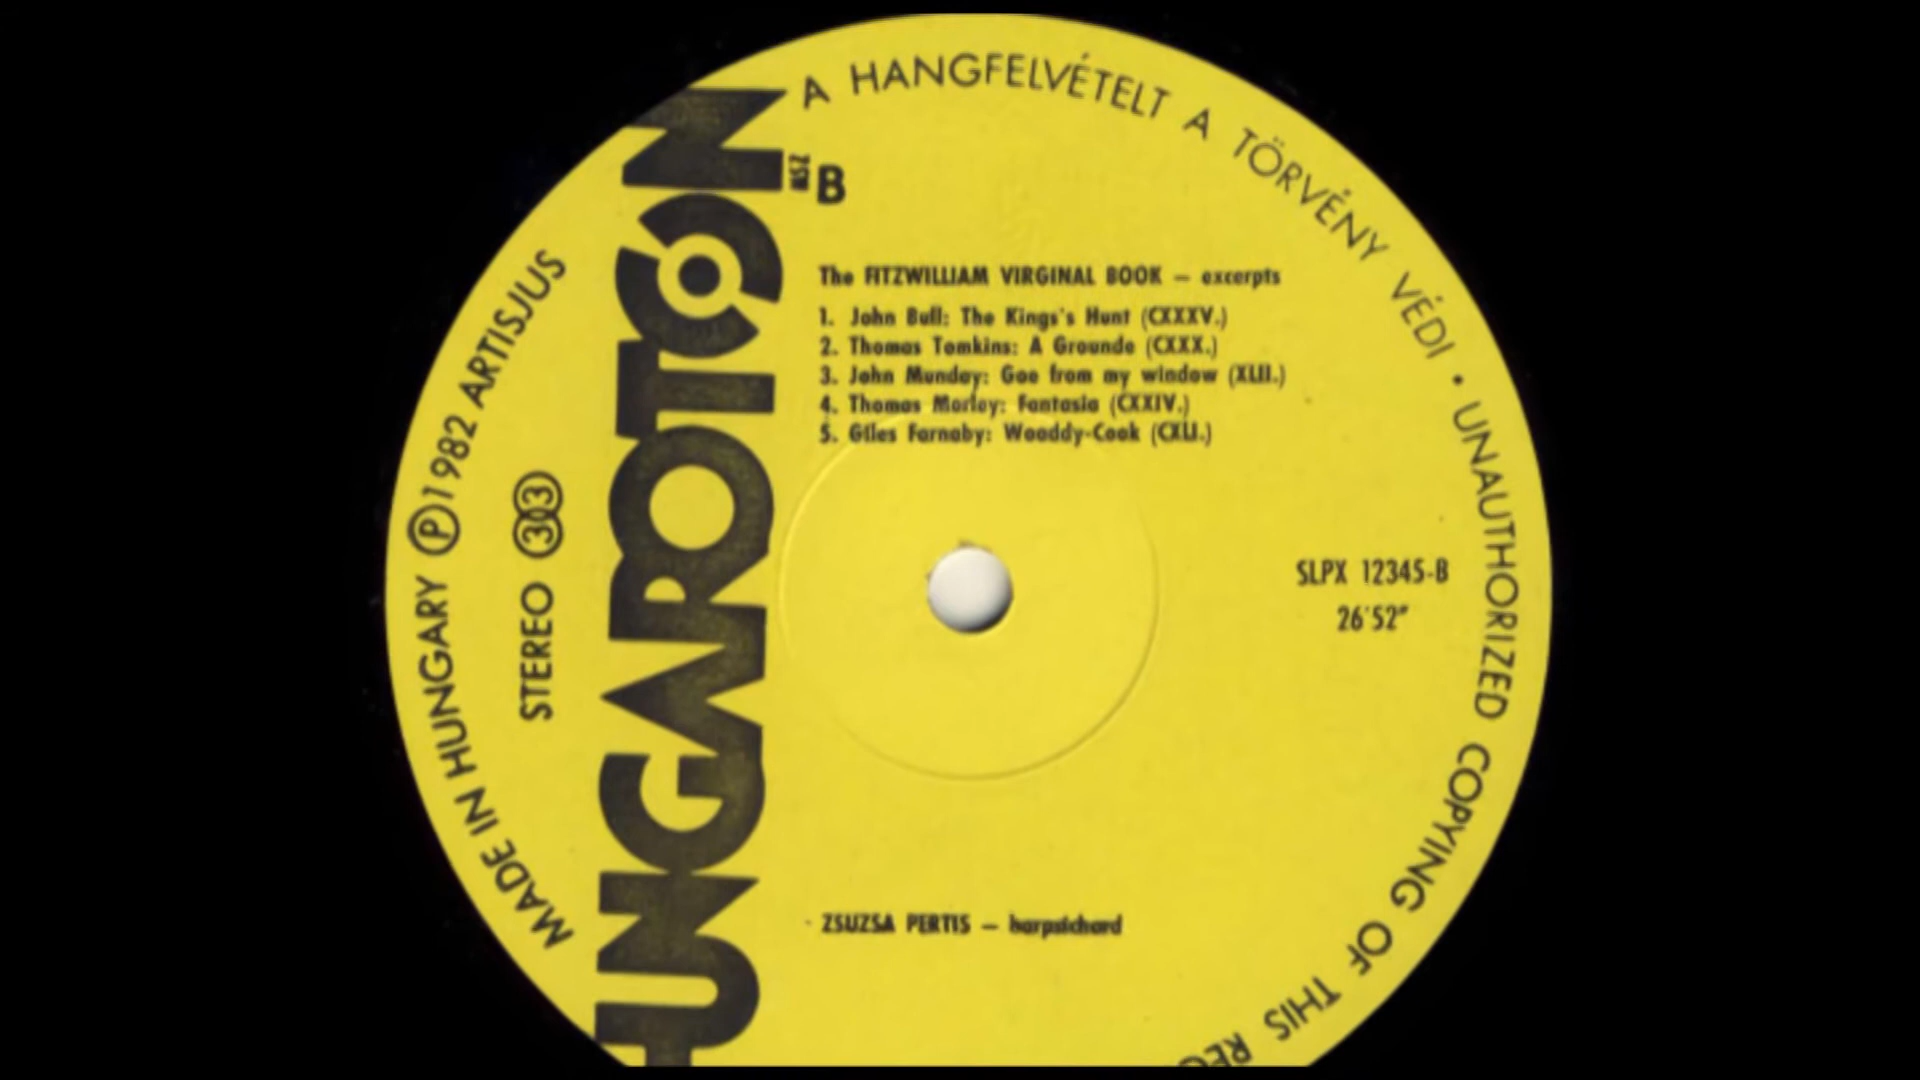 A HANGFELVÉTELT A TÖRVÉNY VÉDI • UNAUTHORIZED COPYING OF THIS
MADE IN HUNGARY Ⓟ 1982 ARTISJUS
STEREO 33
HUNGAROTON
MSZ
B
The FITZWILLIAM VIRGINAL BOOK – excerpts
1. John Bull: The Kings's Hunt (CXXXV.)
2. Thomas Tomkins: A Grounde (CXXX.)
3. John Munday: Goe from my window (XLII.)
4. Thomas Morley: Fantasia (CXXIV.)
5. Giles Farnaby: Wooddy-Cock (CXLI.)
SLPX 12345-B
26'52"
ZSUZSA PERTIS – harpsichord